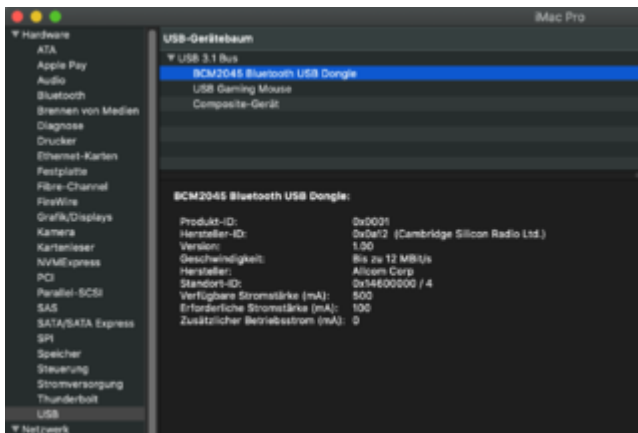 iMac Pro
Hardware
ATA
Apple Pay
Audio
Bluetooth
Brennen von Medien
Diagnose
Drucker
Ethernet-Karten
Festplatte
Fibre-Channel
FireWire
Grafik/Displays
Kamera
Kartenleser
NVMExpress
PCI
Parallel-SCSI
SAS
SATA/SATA Express
SPI
Speicher
Steuerung
Stromversorgung
Thunderbolt
USB
Netzwerk
USB-Gerätebaum
USB 3.1 Bus
BCM2045 Bluetooth USB Dongle
USB Gaming Mouse
Composite-Gerät
BCM2045 Bluetooth USB Dongle:
Produkt-ID: 0x0001
Hersteller-ID: 0x0a12 (Cambridge Silicon Radio Ltd.)
Version: 1.00
Geschwindigkeit: Bis zu 12 MBit/s
Hersteller: Allcom Corp
Standort-ID: 0x14600000 / 4
Verfügbare Stromstärke (mA): 500
Erforderliche Stromstärke (mA): 100
Zusätzlicher Betriebsstrom (mA): 0